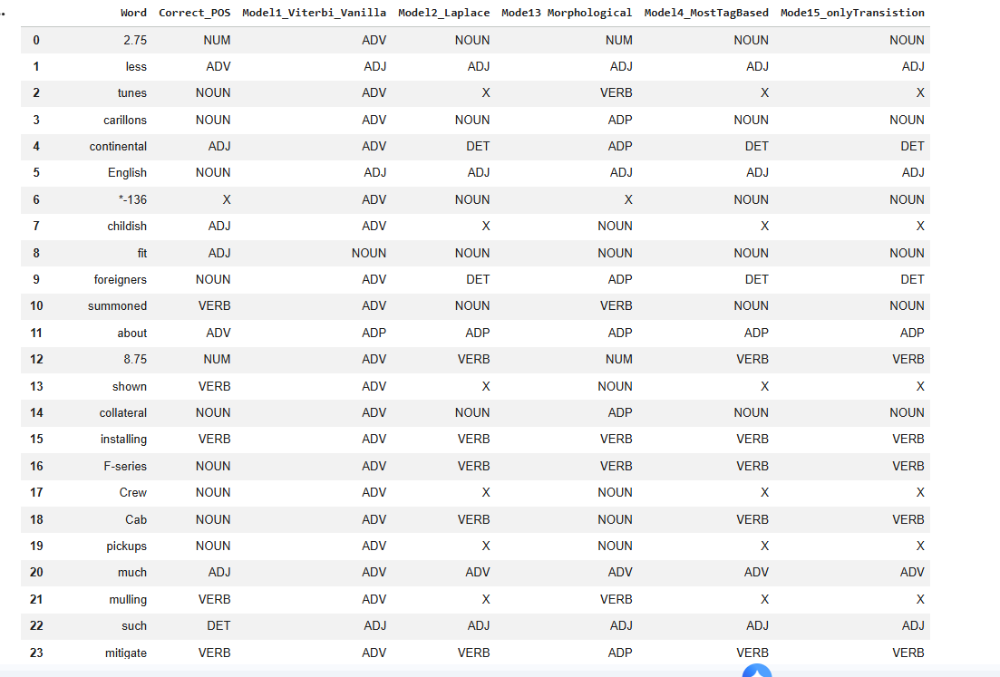 Word Correct_POS Model1_Viterbi_Vanilla Model2_Laplace Mode13 Morphological Model4_MostTagBased Mode15_onlyTransistion
0 2.75 NUM ADV NOUN NUM NOUN NOUN
1 less ADV ADJ ADJ ADJ ADJ ADJ
2 tunes NOUN ADV X VERB X X
3 carillons NOUN ADV NOUN ADP NOUN NOUN
4 continental ADJ ADV DET ADP DET DET
5 English NOUN ADJ ADJ ADJ ADJ ADJ
6 *-136 X ADV NOUN X NOUN NOUN
7 childish ADJ ADV X NOUN X X
8 fit ADJ NOUN NOUN NOUN NOUN NOUN
9 foreigners NOUN ADV DET ADP DET DET
10 summoned VERB ADV NOUN VERB NOUN NOUN
11 about ADV ADP ADP ADP ADP ADP
12 8.75 NUM ADV VERB NUM VERB VERB
13 shown VERB ADV X NOUN X X
14 collateral NOUN ADV NOUN ADP NOUN NOUN
15 installing VERB ADV VERB VERB VERB VERB
16 F-series NOUN ADV VERB VERB VERB VERB
17 Crew NOUN ADV X NOUN X X
18 Cab NOUN ADV VERB NOUN VERB VERB
19 pickups NOUN ADV X NOUN X X
20 much ADJ ADV ADV ADV ADV ADV
21 mulling VERB ADV X VERB X X
22 such DET ADJ ADJ ADJ ADJ ADJ
23 mitigate VERB ADV VERB ADP VERB VERB